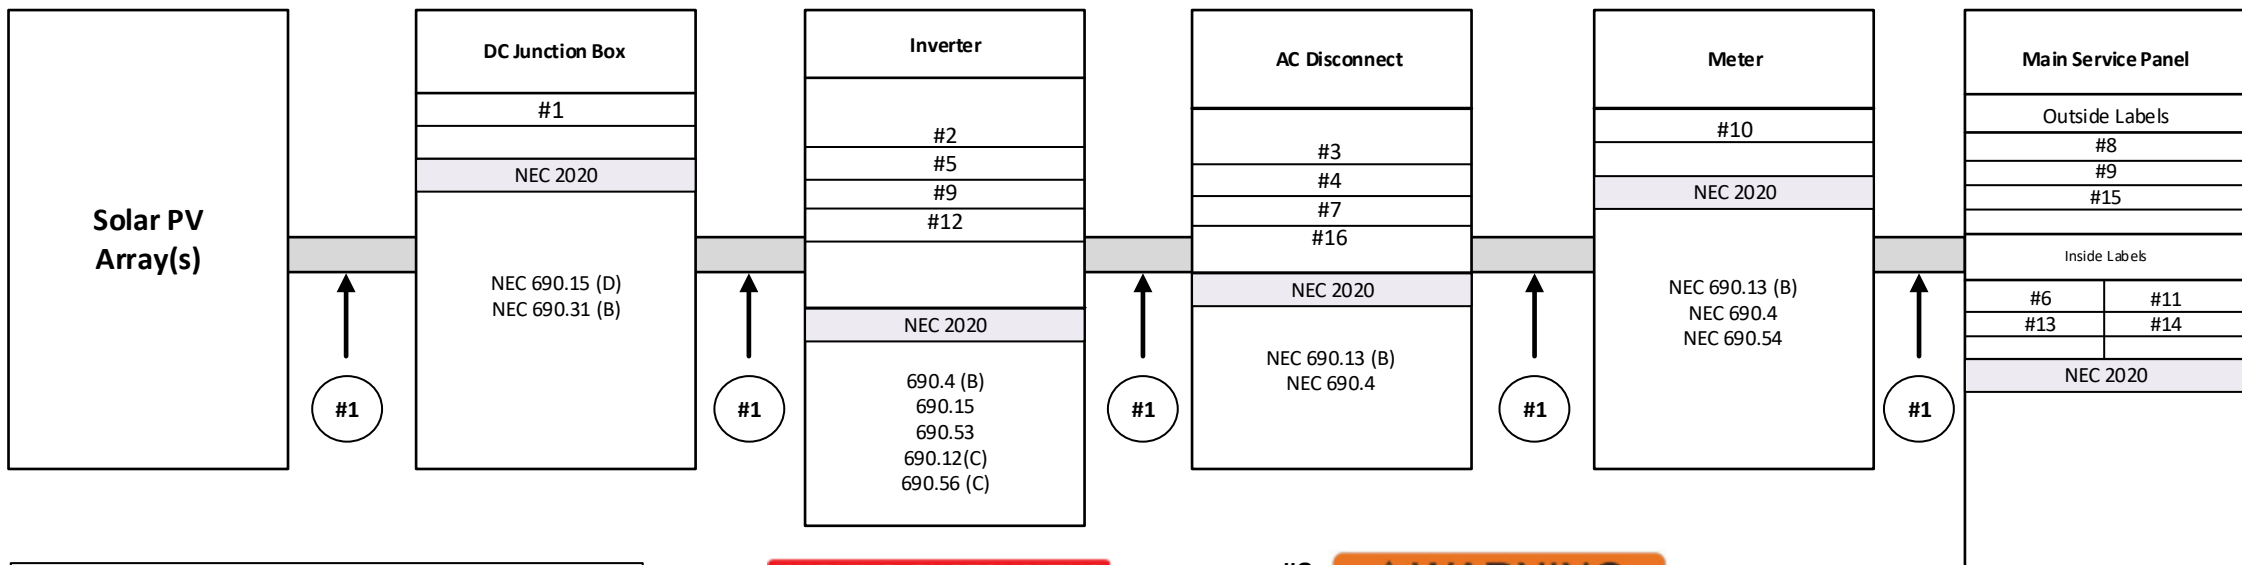 Solar PV
Array(s)
#1
DC Junction Box
#1
NEC 2020
NEC 690.15 (D)
NEC 690.31 (B)
#1
Inverter
#2
#5
#9
#12
NEC 2020
690.4 (B)
690.15
690.53
690.12(C)
690.56 (C)
#1
AC Disconnect
#3
#4
#7
#16
NEC 2020
NEC 690.13 (B)
NEC 690.4
#1
Meter
#10
NEC 2020
NEC 690.13 (B)
NEC 690.4
NEC 690.54
#1
Main Service Panel
Outside Labels
#8
#9
#15
Inside Labels
#6 #11
#13 #14
NEC 2020
WARNING